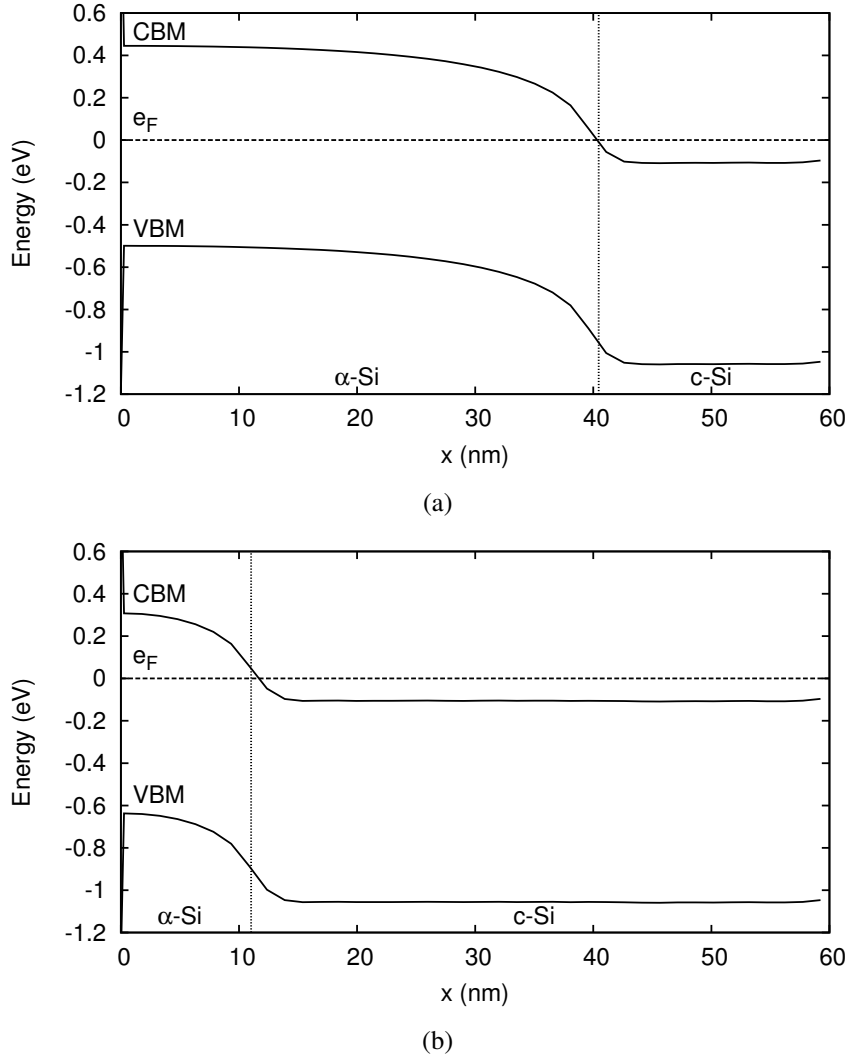 0.6
CBM
0.4
0.2
e_F
0
-0.2
VBM
-0.4
-0.6
-0.8
-1
α-Si c-Si
-1.2
0 10 20 30 40 50 60
Energy (eV)
x (nm)
(a)
0.6
CBM
0.4
0.2
e_F
0
-0.2
-0.4
VBM
-0.6
-0.8
-1
α-Si c-Si
-1.2
0 10 20 30 40 50 60
Energy (eV)
x (nm)
(b)